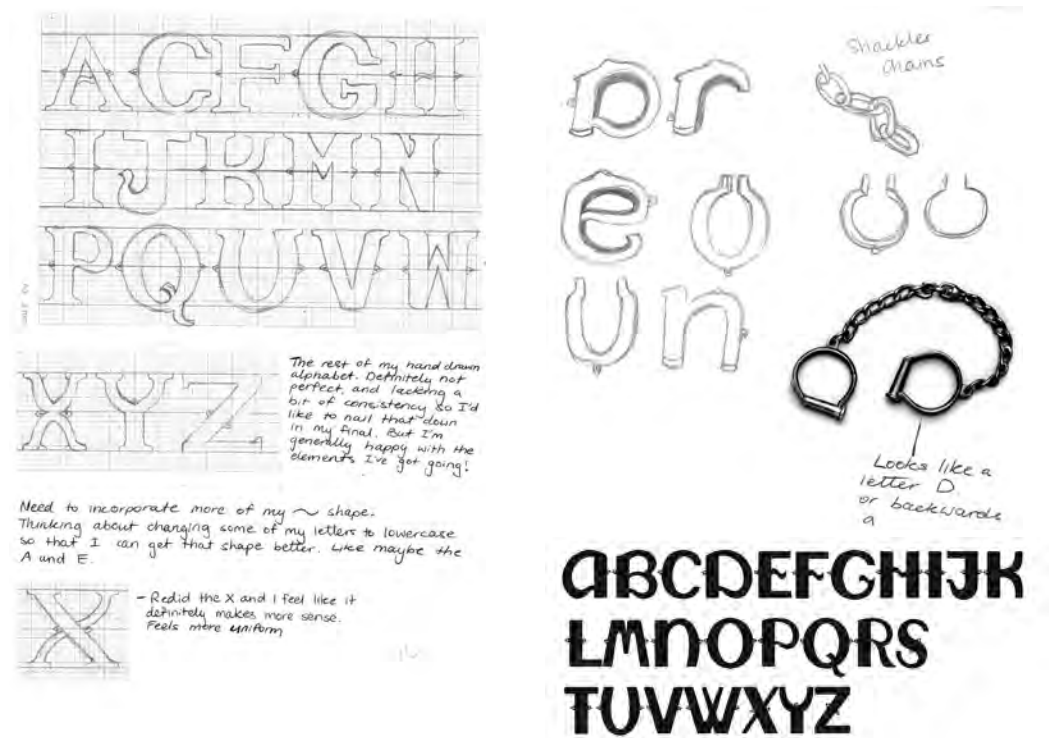 ACFGH
IJKMN
PQUVW
XYZ
The rest of my hand drawn
alphabet. Definitely not
perfect, and lacking a
bit of consistency so I'd
like to nail that down
in my final. But I'm
generally happy with the
elements I've got going!
Need to incorporate more of my ~ shape.
Thinking about changing some of my letters to lowercase
so that I can get that shape better. Like maybe the
A and E.
X
- Redid the X and I feel like it
definitely makes more sense.
Feels more uniform
pr
eo
un
Shackles
Chains
Looks like a
letter D
or backwards
a
ABCDEFGHIJK
LMNOPQRS
TUVWXYZ